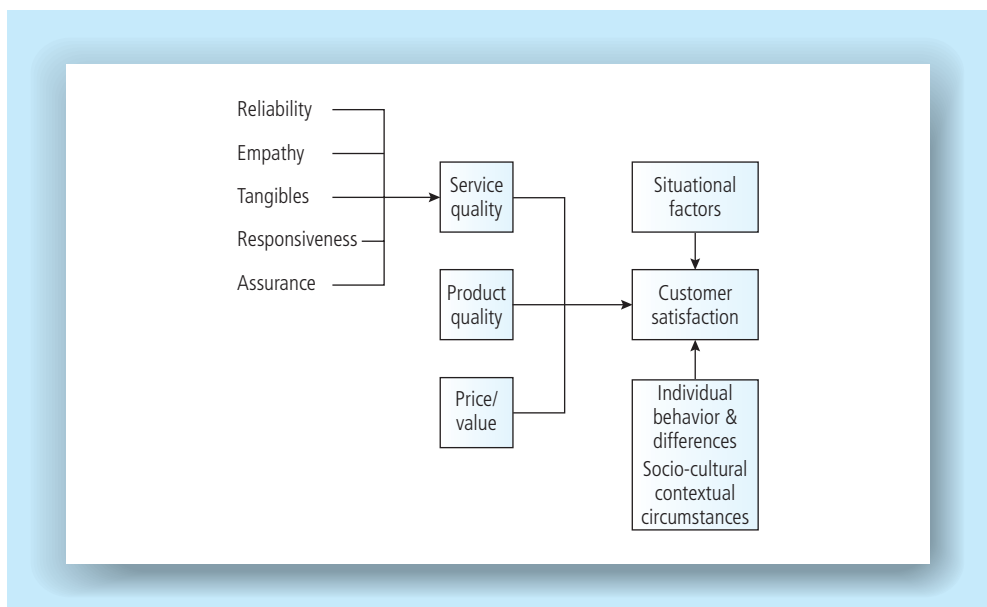 Reliability
Empathy
Tangibles
Responsiveness
Assurance
Service
quality
Product
quality
Price/
value
Situational
factors
Customer
satisfaction
Individual
behavior &
differences
Socio-cultural
contextual
circumstances